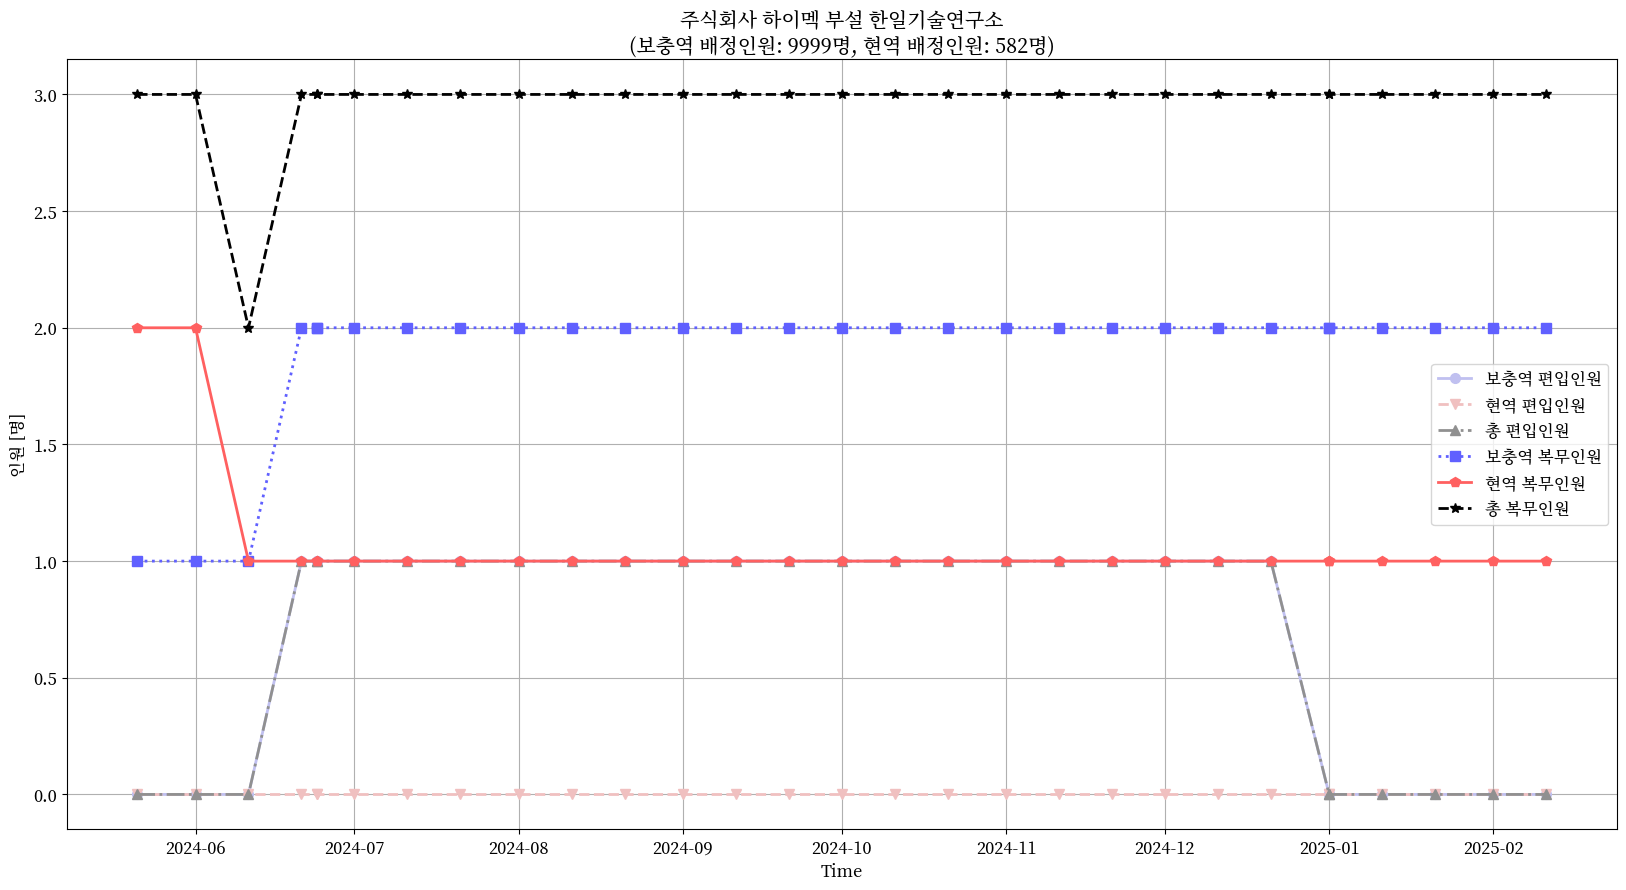 주식회사 하이멕 부설 한일기술연구소
(보충역 배정인원: 9999명, 현역 배정인원: 582명)
인원 [명]
3.0
2.5
2.0
1.5
1.0
0.5
0.0
보충역 편입인원
현역 편입인원
총 편입인원
보충역 복무인원
현역 복무인원
총 복무인원
2024-06 2024-07 2024-08 2024-09 2024-10 2024-11 2024-12 2025-01 2025-02
Time